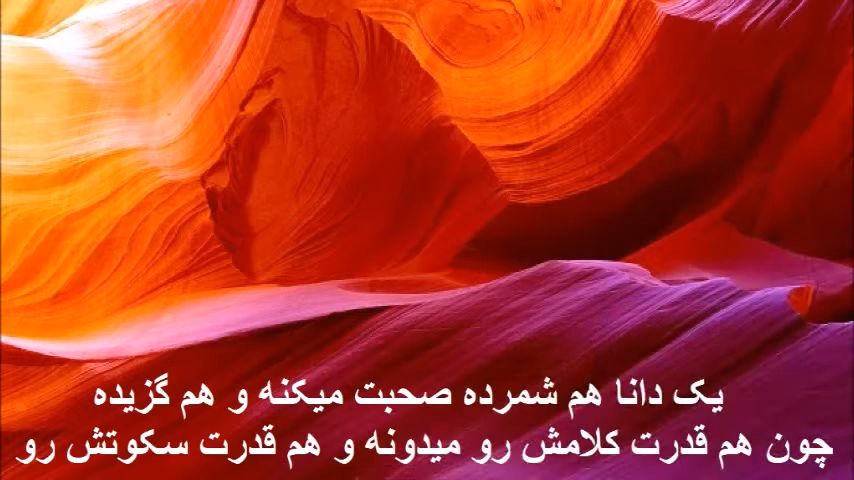 یک دانا هم شمرده صحبت میکنه و هم گزیده
چون هم قدرت کلامش رو میدونه و هم قدرت سکوتش رو